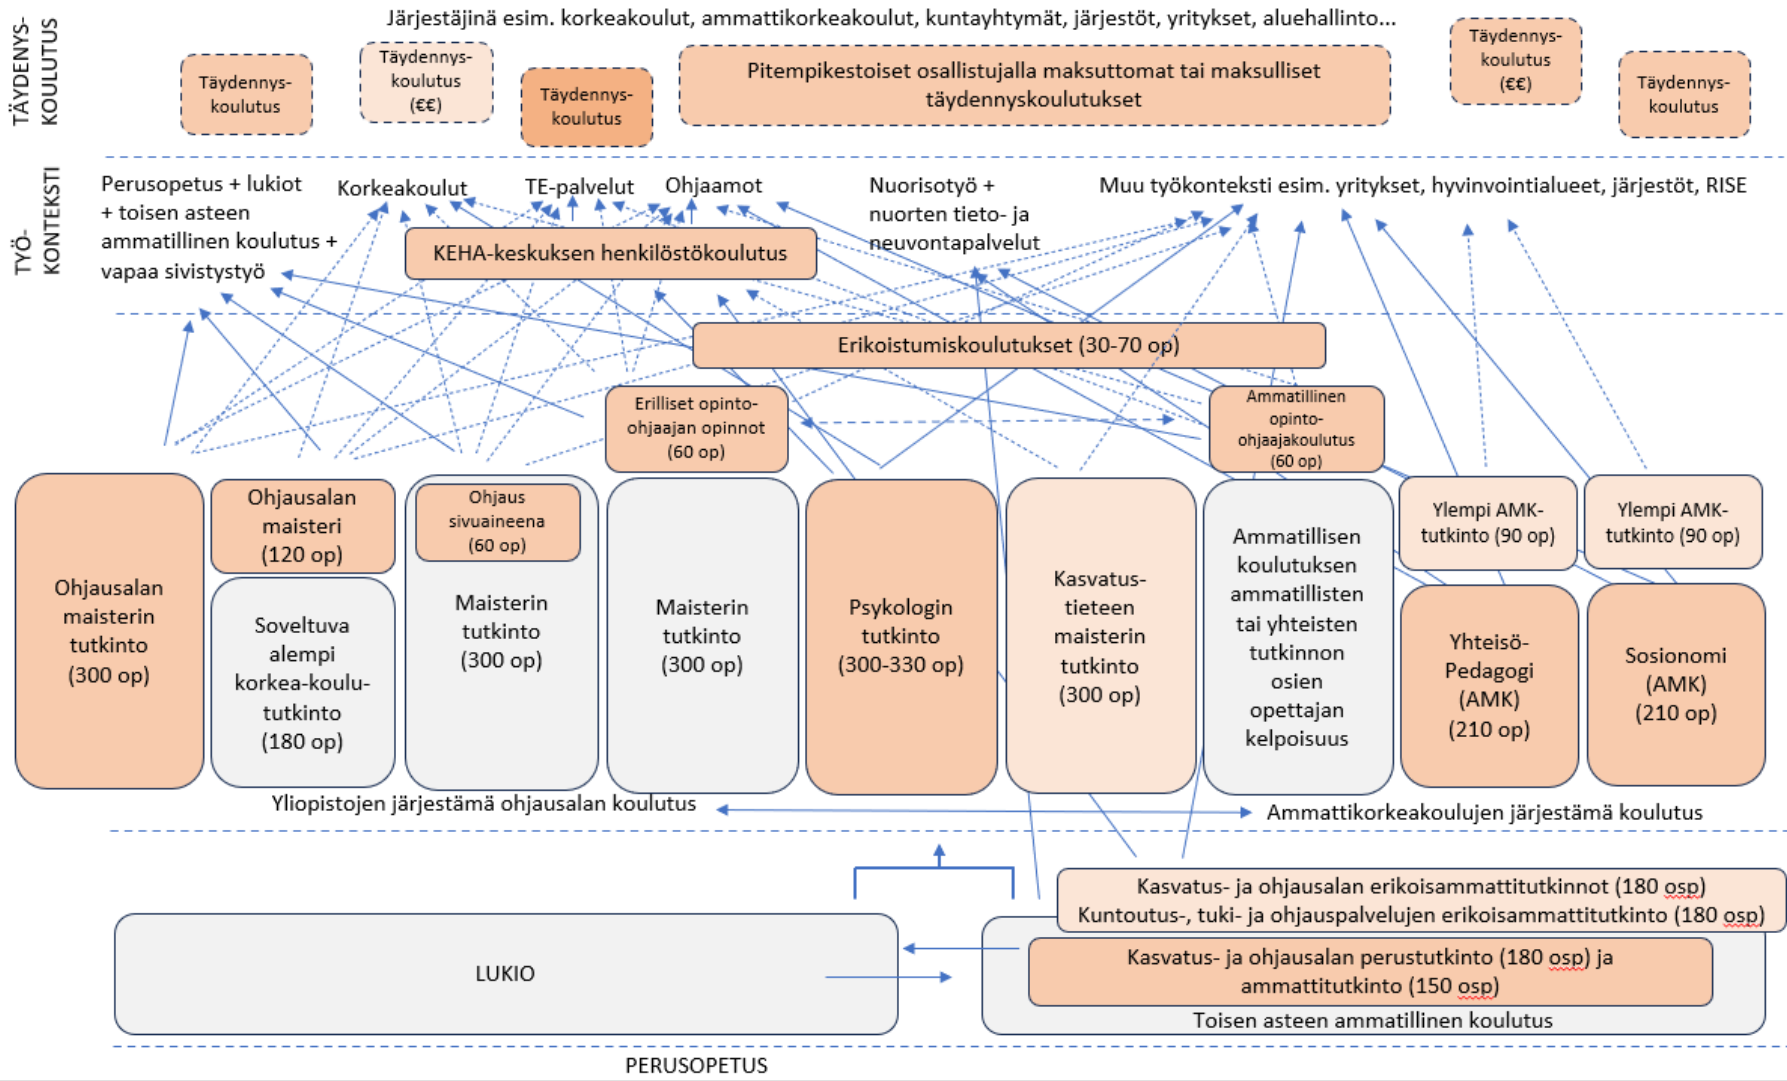 TÄYDENYS-
KOULUTUS
Järjestäjinä esim. korkeakoulut, ammattikorkeakoulut, kuntayhtymät, järjestöt, yritykset, aluehallinto...
Täydennys-
koulutus
Täydennys-
koulutus
(€€)
Täydennys-
koulutus
Pitempikestoiset osallistujalla maksuttomat tai maksulliset
täydennyskoulutukset
Täydennys-
koulutus
(€€)
Täydennys-
koulutus
TYÖ-
KONTEKSTI
Perusopetus + lukiot
+ toisen asteen
ammatillinen koulutus +
vapaa sivistystyö
Korkeakoulut
TE-palvelut
Ohjaamot
Nuorisotyö +
nuorten tieto- ja
neuvontapalvelut
Muu työkonteksti esim. yritykset, hyvinvointialueet, järjestöt, RISE
KEHA-keskuksen henkilöstökoulutus
Erikoistumiskoulutukset (30-70 op)
Erilliset opinto-
ohjaajan opinnot
(60 op)
Ammatillinen
opinto-
ohjaajakoulutus
(60 op)
Ohjausalan
maisterin
tutkinto
(300 op)
Ohjausalan
maisteri
(120 op)
Soveltuva
alempi
korkea-koulu-
tutkinto
(180 op)
Ohjaus
sivuaineena
(60 op)
Maisterin
tutkinto
(300 op)
Maisterin
tutkinto
(300 op)
Psykologin
tutkinto
(300-330 op)
Kasvatus-
tieteen
maisterin
tutkinto
(300 op)
Ammatillisen
koulutuksen
ammatillisten
tai yhteisten
tutkinnon
osien
opettajan
kelpoisuus
Ylempi AMK-
tutkinto (90 op)
Yhteisö-
Pedagogi
(AMK)
(210 op)
Ylempi AMK-
tutkinto (90 op)
Sosionomi
(AMK)
(210 op)
Yliopistojen järjestämä ohjausalan koulutus
Ammattikorkeakoulujen järjestämä koulutus
LUKIO
Kasvatus- ja ohjausalan erikoisammattitutkinnot (180 osp)
Kuntoutus-, tuki- ja ohjauspalvelujen erikoisammattitutkinto (180 osp)
Kasvatus- ja ohjausalan perustutkinto (180 osp) ja
ammattitutkinto (150 osp)
Toisen asteen ammatillinen koulutus
PERUSOPETUS